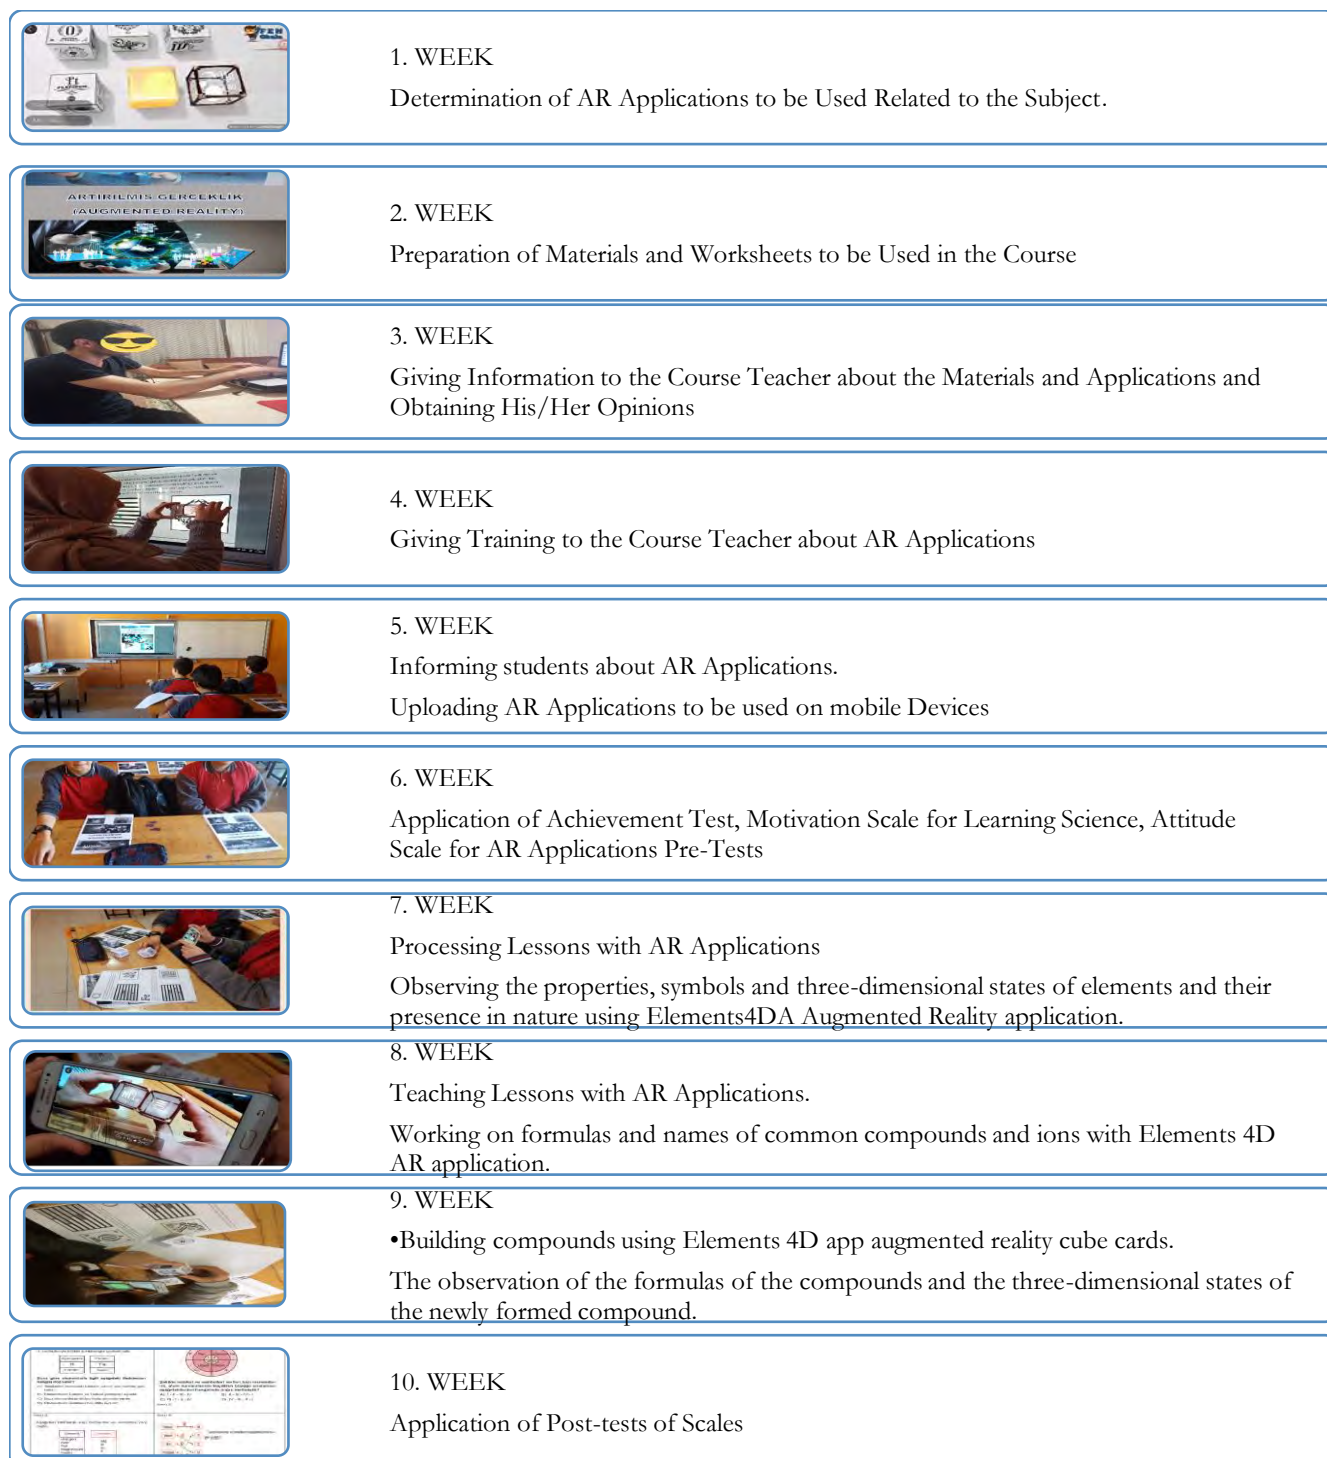 1. WEEK
Determination of AR Applications to be Used Related to the Subject.
ARTIRILMIS GERCEKLIK
(AUGMENTED REALITY)
2. WEEK
Preparation of Materials and Worksheets to be Used in the Course
3. WEEK
Giving Information to the Course Teacher about the Materials and Applications and
Obtaining His/Her Opinions
4. WEEK
Giving Training to the Course Teacher about AR Applications
5. WEEK
Informing students about AR Applications.
Uploading AR Applications to be used on mobile Devices
6. WEEK
Application of Achievement Test, Motivation Scale for Learning Science, Attitude
Scale for AR Applications Pre-Tests
7. WEEK
Processing Lessons with AR Applications
Observing the properties, symbols and three-dimensional states of elements and their
presence in nature using Elements4DA Augmented Reality application.
8. WEEK
Teaching Lessons with AR Applications.
Working on formulas and names of common compounds and ions with Elements 4D
AR application.
9. WEEK
•Building compounds using Elements 4D app augmented reality cube cards.
The observation of the formulas of the compounds and the three-dimensional states of
the newly formed compound.
10. WEEK
Application of Post-tests of Scales